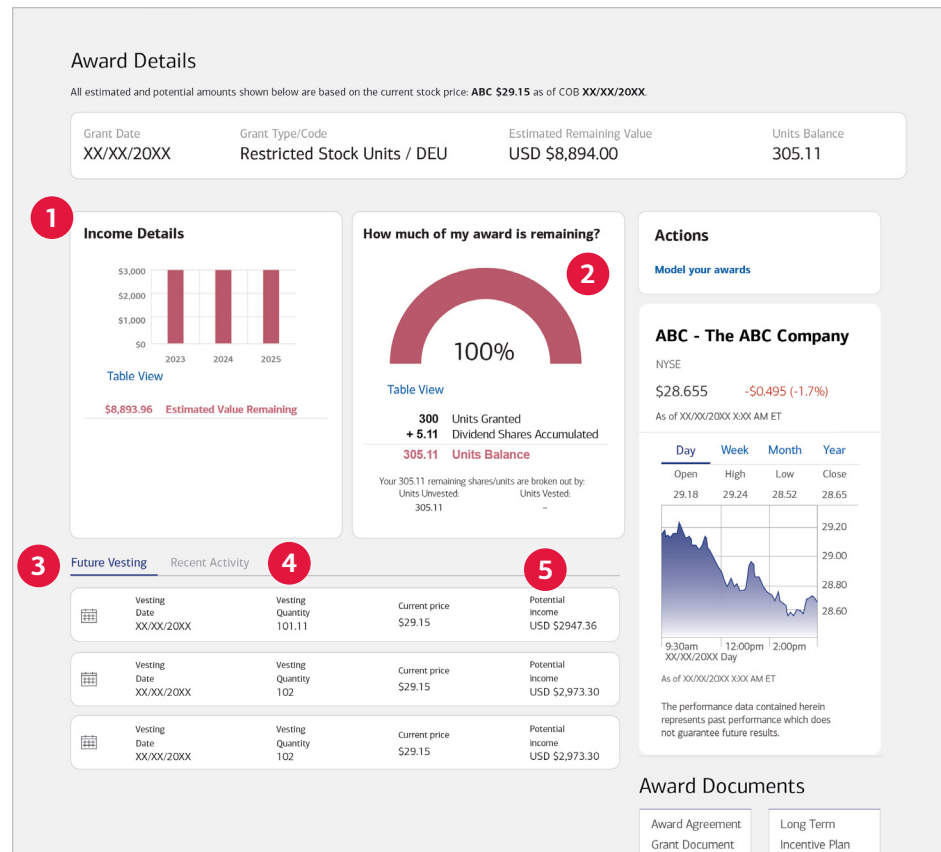 Award Details
All estimated and potential amounts shown below are based on the current stock price: ABC $29.15 as of COB XX/XX/20XX.
Grant Date
XX/XX/20XX
Grant Type/Code
Restricted Stock Units / DEU
Estimated Remaining Value
USD $8,894.00
Units Balance
305.11
1
Income Details
$3,000
$2,000
$1,000
$0
2023 2024 2025
Table View
$8,893.96 Estimated Value Remaining
How much of my award is remaining?
2
100%
Table View
300 Units Granted
+ 5.11 Dividend Shares Accumulated
305.11 Units Balance
Your 305.11 remaining shares/units are broken out by:
Units Unvested: Units Vested:
305.11 –
Actions
Model your awards
ABC - The ABC Company
NYSE
$28.655 -$0.495 (-1.7%)
As of XX/XX/20XX X:XX AM ET
Day Week Month Year
Open High Low Close
29.18 29.24 28.52 28.65
29.20
29.00
28.80
28.60
9:30am 12:00pm 2:00pm
XX/XX/20XX Day
As of XX/XX/20XX X:XX AM ET
The performance data contained herein
represents past performance which does
not guarantee future results.
3
Future Vesting Recent Activity
4
5
Vesting
Date
XX/XX/20XX
Vesting
Quantity
101.11
Current price
$29.15
Potential
income
USD $2947.36
Vesting
Date
XX/XX/20XX
Vesting
Quantity
102
Current price
$29.15
Potential
income
USD $2,973.30
Vesting
Date
XX/XX/20XX
Vesting
Quantity
102
Current price
$29.15
Potential
income
USD $2,973.30
Award Documents
Award Agreement
Grant Document
Long Term
Incentive Plan